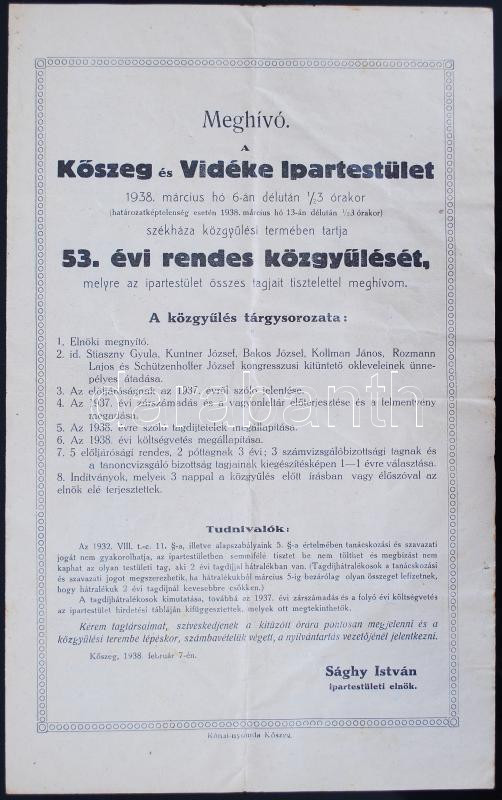 Meghívó.
A
Kőszeg és Vidéke Ipartestület
1938. március hó 6-án délután ½3 órakor
(határozatképtelenség esetén 1938. március hó 13-án délután ½3 órakor)
székháza közgyűlési termében tartja
53. évi rendes közgyűlését,
melyre az ipartestület összes tagjait tisztelettel meghívom.
A közgyűlés tárgysorozata:
1. Elnöki megnyitó.
2. id. Stiaszny Gyula, Kuntner József, Bakos József, Kollman János, Rozmann
Lajos és Schützenhoffer József kongresszusi kitüntető okleveleinek ünne-
pélyes átadása.
3. Az előljáróságnak az 1937. évről szóló jelentése.
4. Az 1937. évi zárszámadás és a vagyonleltár előterjesztése és a felmentvény
megadása.
5. Az 1938. évre szóló tagdíjtételek megállapítása.
6. Az 1938. évi költségvetés megállapítása.
7. 5 előljárósági rendes, 2 póttagnak 3 évi; 3 számvizsgálóbizottsági tagnak és
a tanoncvizsgáló bizottság tagjainak kiegészítésképen 1—1 évre választása.
8. Indítványok, melyek 3 nappal a közgyűlés előtt írásban vagy élőszóval az
elnök elé terjesztettek.
Tudnivalók:
Az 1932. VIII. t.-c. 11. §-a, illetve alapszabályaink 5. §-a értelmében tanácskozási és szavazati
jogát nem gyakorolhatja, az ipartestületben semmiféle tisztet be nem tölthet és megbízást nem
kaphat az olyan testületi tag, aki 2 évi tagdíjjal hátralékban van. (Tagdíjhátralékosok a tanácskozási
és szavazati jogot megszerezhetik, ha hátralékukból március 5-ig bezárólag olyan összeget lefizetnek,
hogy hátralékuk 2 évi tagdíjnál kevesebbre csökken.)
A tagdíjhátralékosok kimutatása, továbbá az 1937. évi zárszámadás és a folyó évi költségvetés
az ipartestület hirdetési tábláján kifüggesztettek, melyek ott megtekinthetők.
Kérem tagtársaimat, sziveskedjenek a kitűzött órára pontosan megjelenni és a
közgyűlési terembe lépéskor, számbavételük végett, a nyilvántartás vezetőjénél jelentkezni.
Kőszeg, 1938. február 7-én.
Sághy István
ipartestületi elnök.
Rónai-nyomda Kőszeg.
darabanth